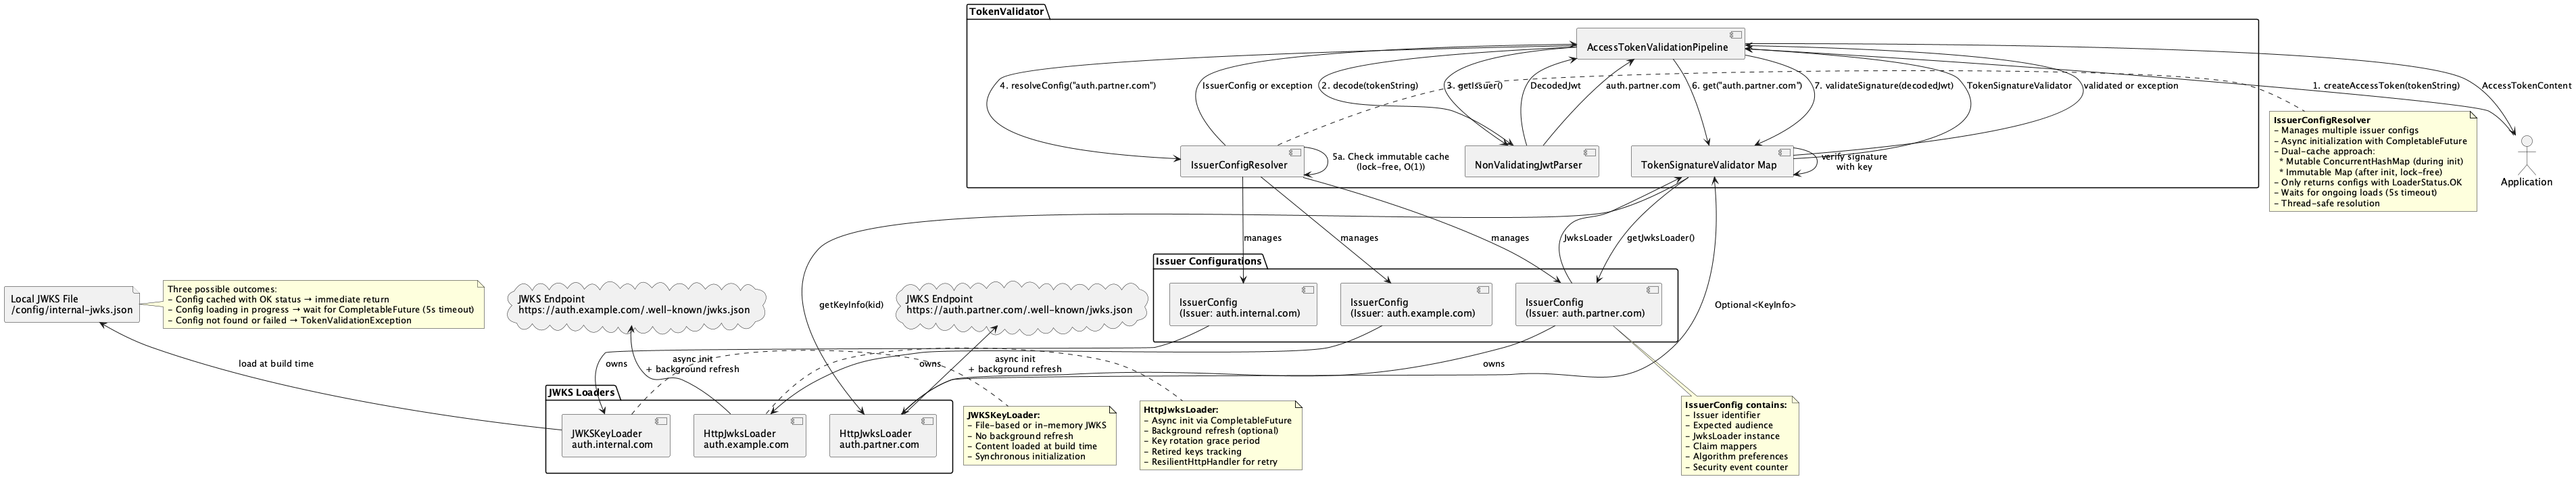 TokenValidator
AccessTokenValidationPipeline
4. resolveConfig("auth.partner.com")
IssuerConfig or exception
2. decode(tokenString)
3. getIssuer()
DecodedJwt
auth.partner.com
6. get("auth.partner.com")
7. validateSignature(decodedJwt)
TokenSignatureValidator
validated or exception
1. createAccessToken(tokenString)
AccessTokenContent
IssuerConfigResolver
5a. Check immutable cache
(lock-free, O(1))
NonValidatingJwtParser
TokenSignatureValidator Map
verify signature
with key
IssuerConfigResolver
- Manages multiple issuer configs
- Async initialization with CompletableFuture
- Dual-cache approach:
* Mutable ConcurrentHashMap (during init)
* Immutable Map (after init, lock-free)
- Only returns configs with LoaderStatus.OK
- Waits for ongoing loads (5s timeout)
- Thread-safe resolution
Application
manages
manages
manages
JwksLoader
getJwksLoader()
Issuer Configurations
IssuerConfig
(Issuer: auth.internal.com)
IssuerConfig
(Issuer: auth.example.com)
IssuerConfig
(Issuer: auth.partner.com)
Local JWKS File
/config/internal-jwks.json
Three possible outcomes:
- Config cached with OK status → immediate return
- Config loading in progress → wait for CompletableFuture (5s timeout)
- Config not found or failed → TokenValidationException
JWKS Endpoint
https://auth.example.com/.well-known/jwks.json
JWKS Endpoint
https://auth.partner.com/.well-known/jwks.json
getKeyInfo(kid)
Optional<KeyInfo>
load at build time
owns
async init
+ background refresh
owns
async init
+ background refresh
owns
JWKS Loaders
JWKSKeyLoader
auth.internal.com
HttpJwksLoader
auth.example.com
HttpJwksLoader
auth.partner.com
JWKSKeyLoader:
- File-based or in-memory JWKS
- No background refresh
- Content loaded at build time
- Synchronous initialization
HttpJwksLoader:
- Async init via CompletableFuture
- Background refresh (optional)
- Key rotation grace period
- Retired keys tracking
- ResilientHttpHandler for retry
IssuerConfig contains:
- Issuer identifier
- Expected audience
- JwksLoader instance
- Claim mappers
- Algorithm preferences
- Security event counter